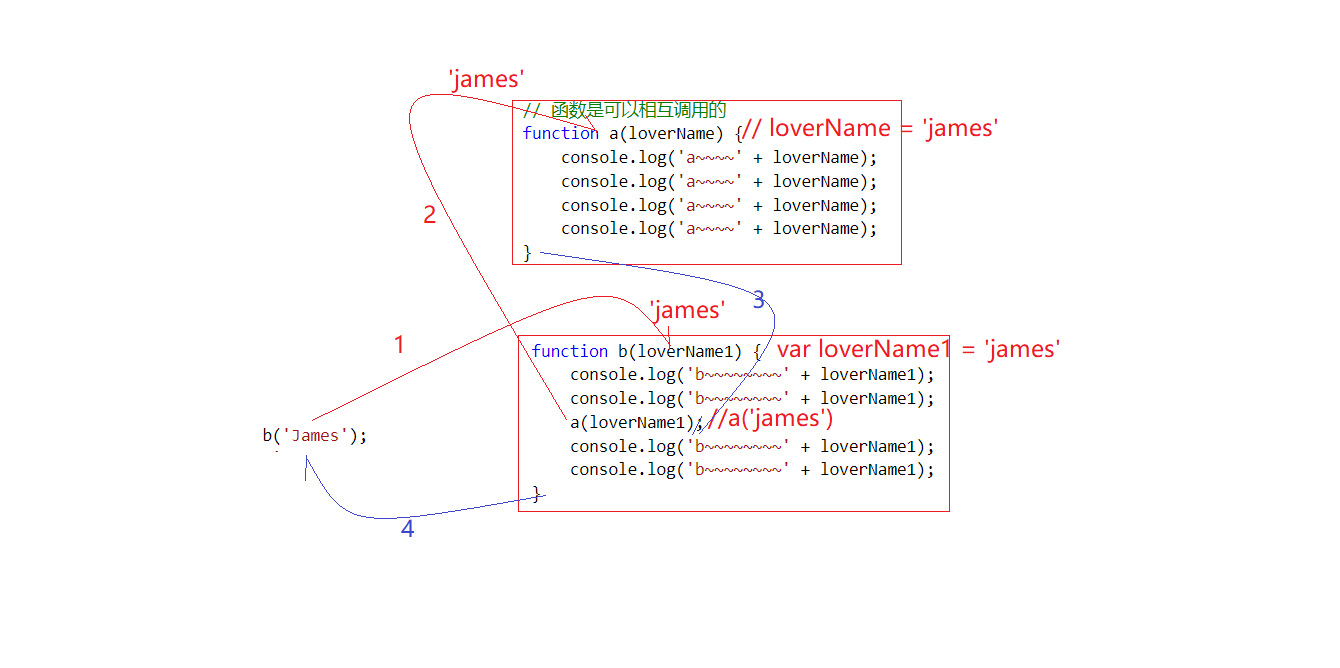 'james'
// 函数是可以相互调用的
function a(loverName) { // loverName = 'james'
console.log('a~~~~' + loverName);
console.log('a~~~~' + loverName);
console.log('a~~~~' + loverName);
console.log('a~~~~' + loverName);
}
2
3
'james'
1
function b(loverName1) { var loverName1 = 'james'
console.log('b~~~~~~~~' + loverName1);
console.log('b~~~~~~~~' + loverName1);
a(loverName1); //a('james')
b('James');
console.log('b~~~~~~~~' + loverName1);
console.log('b~~~~~~~~' + loverName1);
}
4